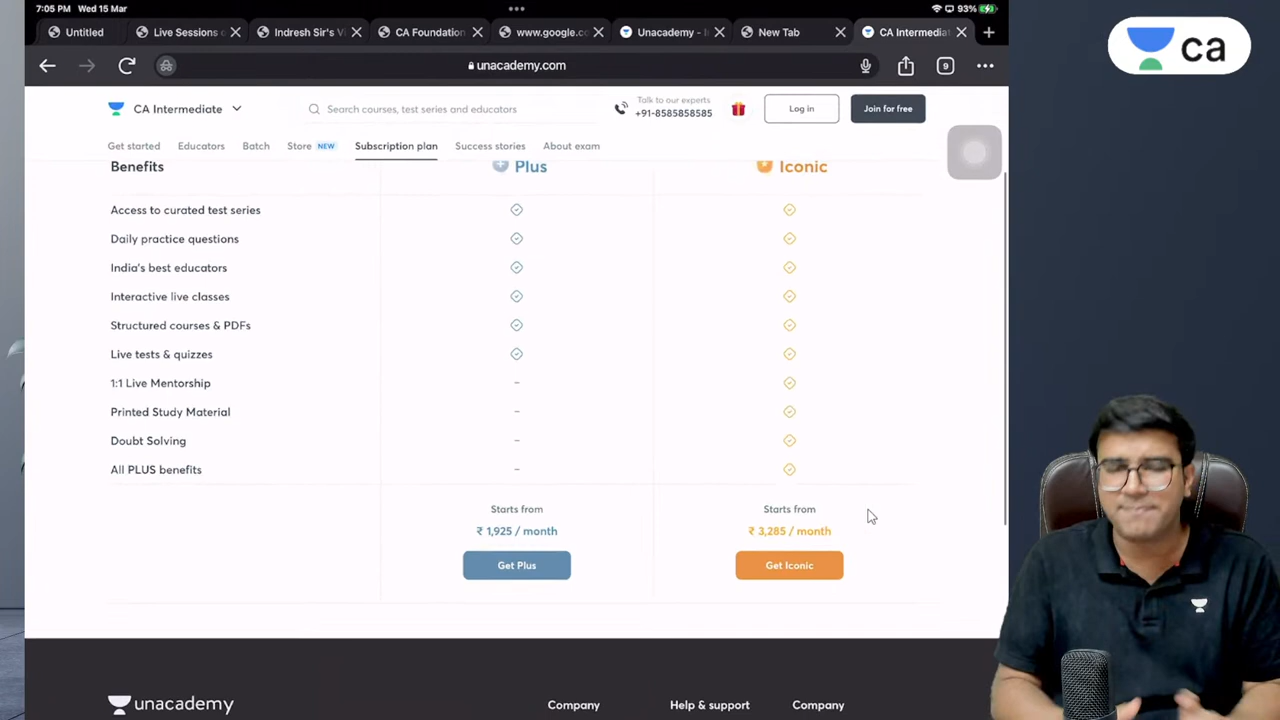 7:05 PM Wed 15 Mar
93%
Untitled
Live Sessions
Indresh Sir's Vi
CA Foundation
www.google.co
Unacademy - I
New Tab
CA Intermediat
unacademy.com
9
ca
CA Intermediate
Search courses, test series and educators
Talk to our experts
+91-8585858585
Log in
Join for free
Get started
Educators
Batch
Store NEW
Subscription plan
Success stories
About exam
Benefits
Plus
Iconic
Access to curated test series
Daily practice questions
India's best educators
Interactive live classes
Structured courses & PDFs
Live tests & quizzes
1:1 Live Mentorship
Printed Study Material
Doubt Solving
All PLUS benefits
Starts from
₹ 1,925 / month
Get Plus
Starts from
₹ 3,285 / month
Get Iconic
unacademy
Company
Help & support
Company